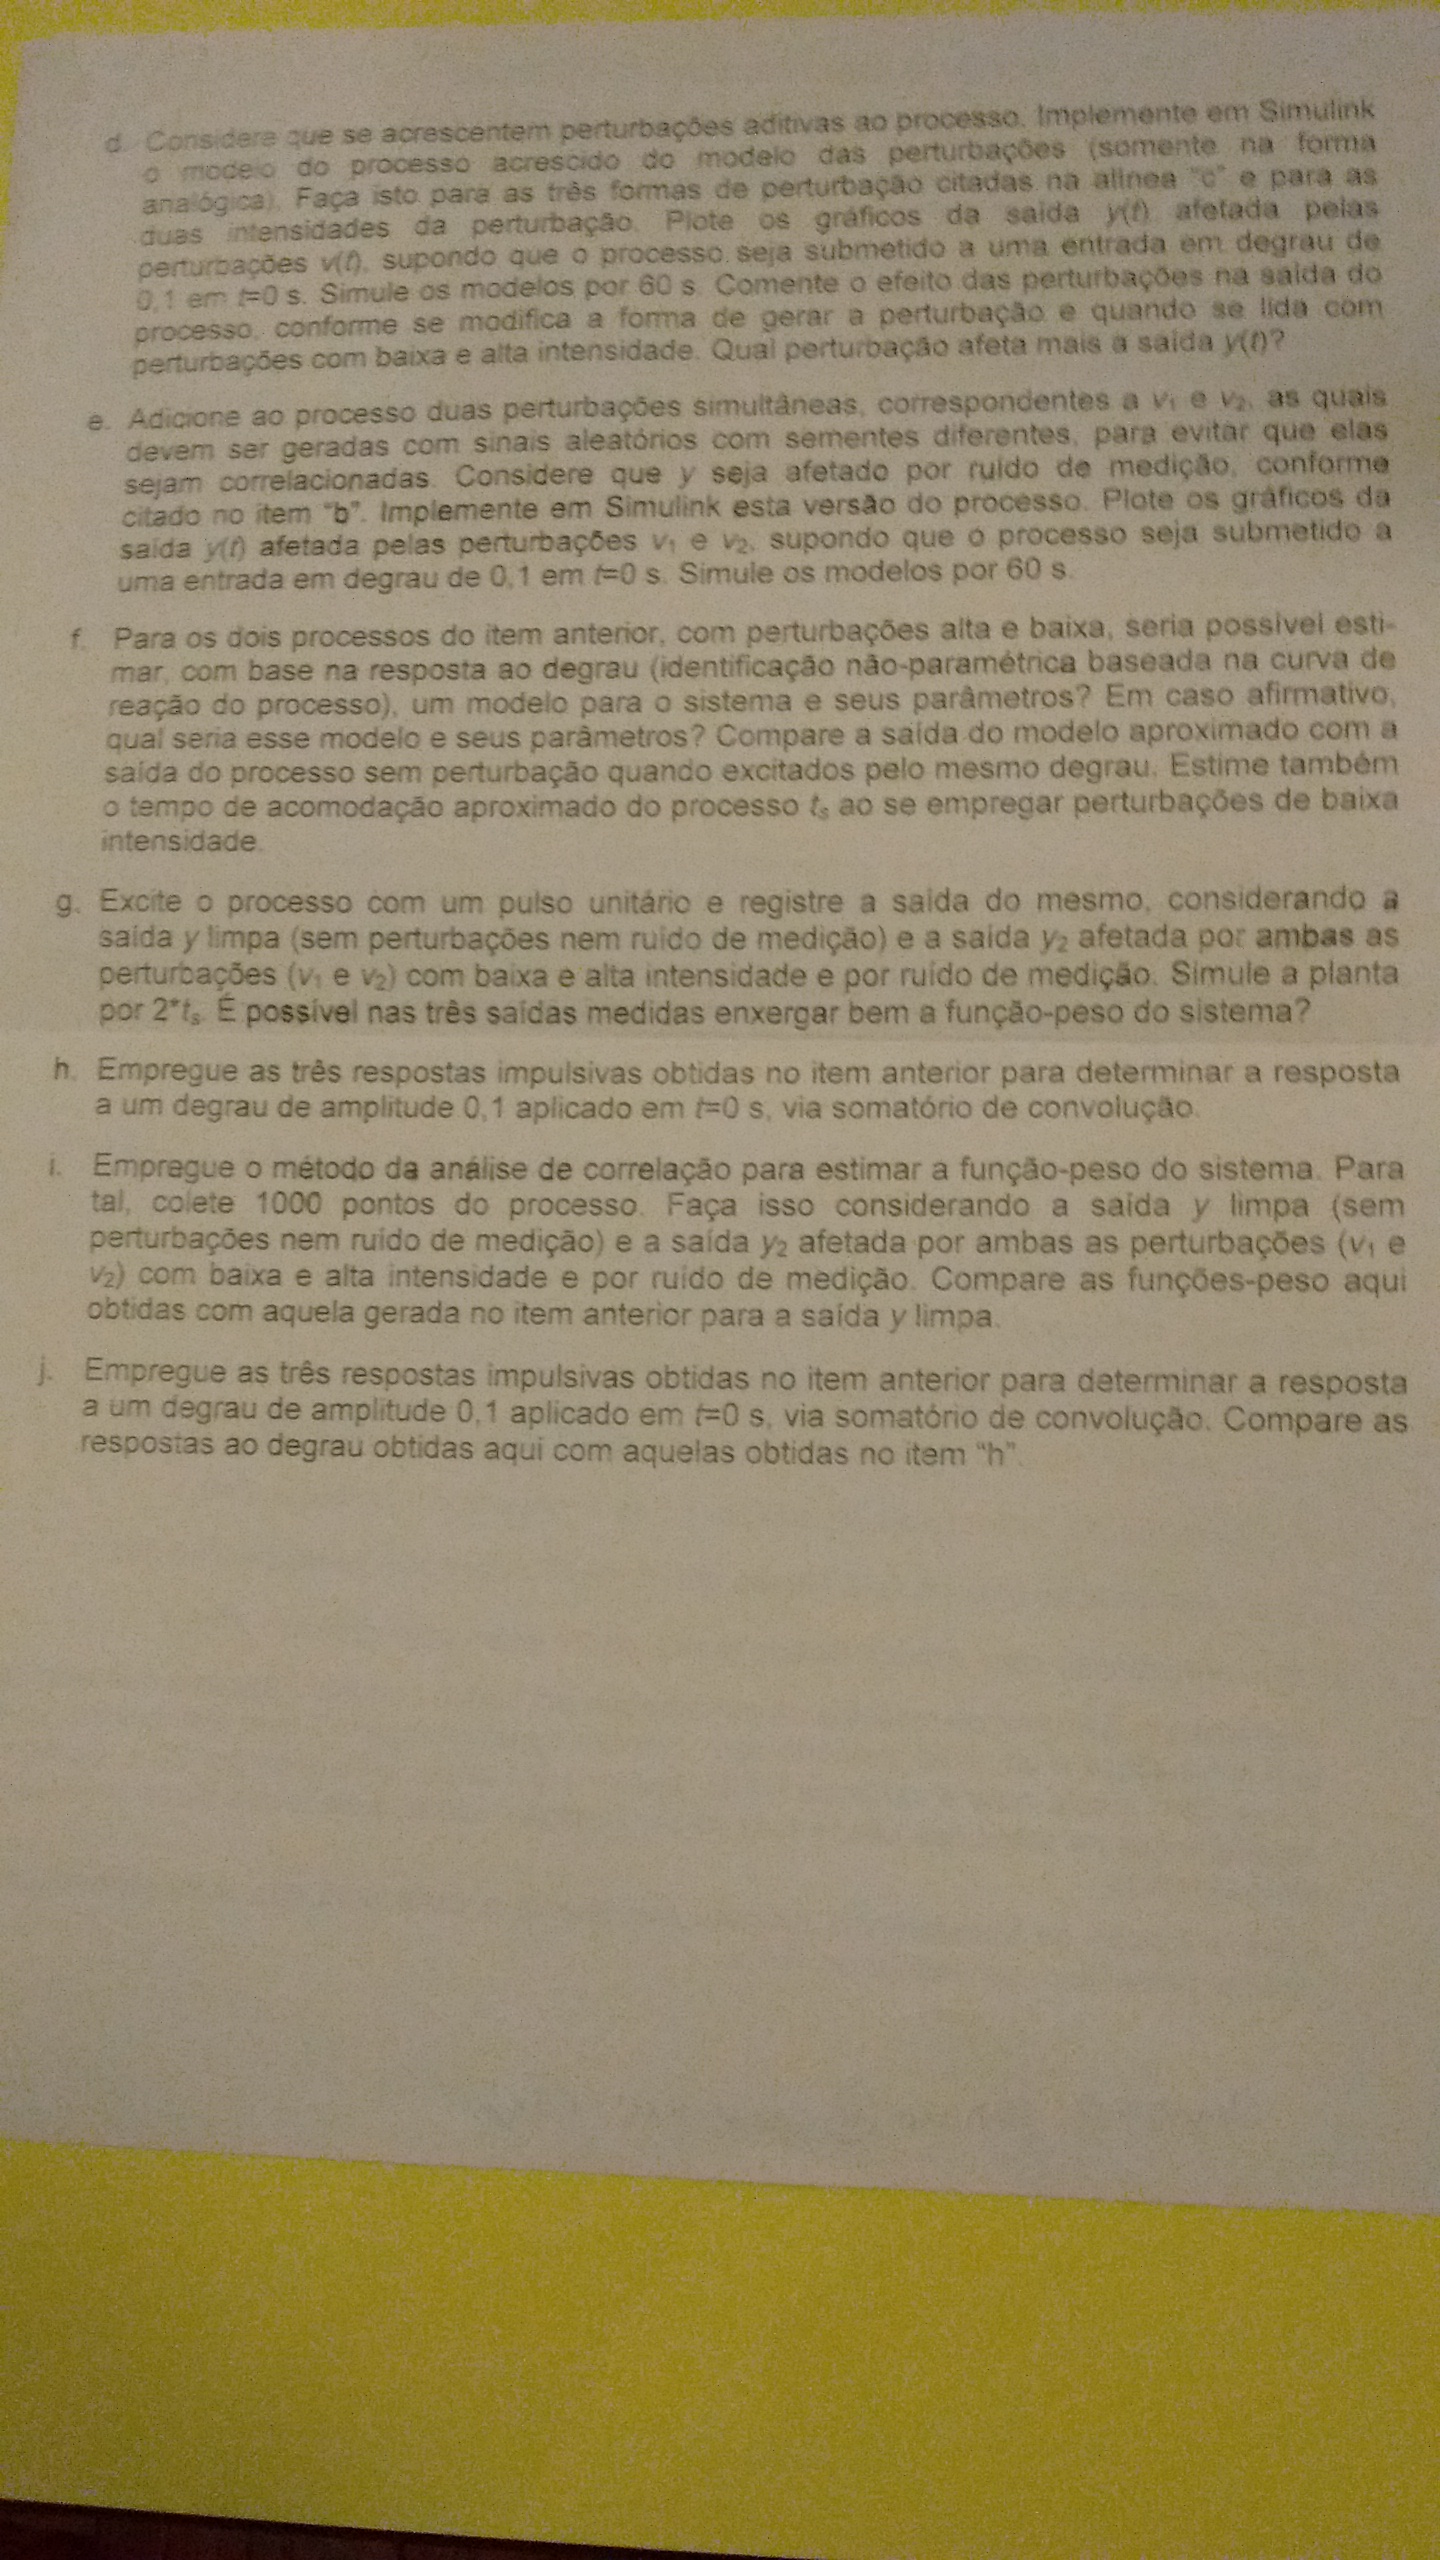 d. Considere que se acrescentem perturbações aditivas ao processo. Implemente em Simulink
o modelo do processo acrescido do modelo das perturbações (somente na forma
analógica). Faça isto para as três formas de perturbação citadas na alínea "c" e para as
duas intensidades da perturbação. Plote os gráficos da saída y(t) afetada pelas
perturbações v(t), supondo que o processo seja submetido a uma entrada em degrau de
0,1 em t=0 s. Simule os modelos por 60 s. Comente o efeito das perturbações na saída do
processo, conforme se modifica a forma de gerar a perturbação e quando se lida com
perturbações com baixa e alta intensidade. Qual perturbação afeta mais a saída y(t)?
e. Adicione ao processo duas perturbações simultâneas, correspondentes a v₁ e v₂, as quais
devem ser geradas com sinais aleatórios com sementes diferentes, para evitar que elas
sejam correlacionadas. Considere que y seja afetado por ruído de medição, conforme
citado no item "b". Implemente em Simulink esta versão do processo. Plote os gráficos da
saída y(t) afetada pelas perturbações v₁ e v₂, supondo que o processo seja submetido a
uma entrada em degrau de 0,1 em t=0 s. Simule os modelos por 60 s.
f. Para os dois processos do item anterior, com perturbações alta e baixa, seria possível esti-
mar, com base na resposta ao degrau (identificação não-paramétrica baseada na curva de
reação do processo), um modelo para o sistema e seus parâmetros? Em caso afirmativo,
qual seria esse modelo e seus parâmetros? Compare a saída do modelo aproximado com a
saída do processo sem perturbação quando excitados pelo mesmo degrau. Estime também
o tempo de acomodação aproximado do processo tₛ ao se empregar perturbações de baixa
intensidade.
g. Excite o processo com um pulso unitário e registre a saída do mesmo, considerando a
saída y limpa (sem perturbações nem ruído de medição) e a saída y₂ afetada por ambas as
perturbações (v₁ e v₂) com baixa e alta intensidade e por ruído de medição. Simule a planta
por 2*tₛ. É possível nas três saídas medidas enxergar bem a função-peso do sistema?
h. Empregue as três respostas impulsivas obtidas no item anterior para determinar a resposta
a um degrau de amplitude 0,1 aplicado em t=0 s, via somatório de convolução.
i. Empregue o método da análise de correlação para estimar a função-peso do sistema. Para
tal, colete 1000 pontos do processo. Faça isso considerando a saída y limpa (sem
perturbações nem ruído de medição) e a saída y₂ afetada por ambas as perturbações (v₁ e
v₂) com baixa e alta intensidade e por ruído de medição. Compare as funções-peso aqui
obtidas com aquela gerada no item anterior para a saída y limpa.
j. Empregue as três respostas impulsivas obtidas no item anterior para determinar a resposta
a um degrau de amplitude 0,1 aplicado em t=0 s, via somatório de convolução. Compare as
respostas ao degrau obtidas aqui com aquelas obtidas no item "h".